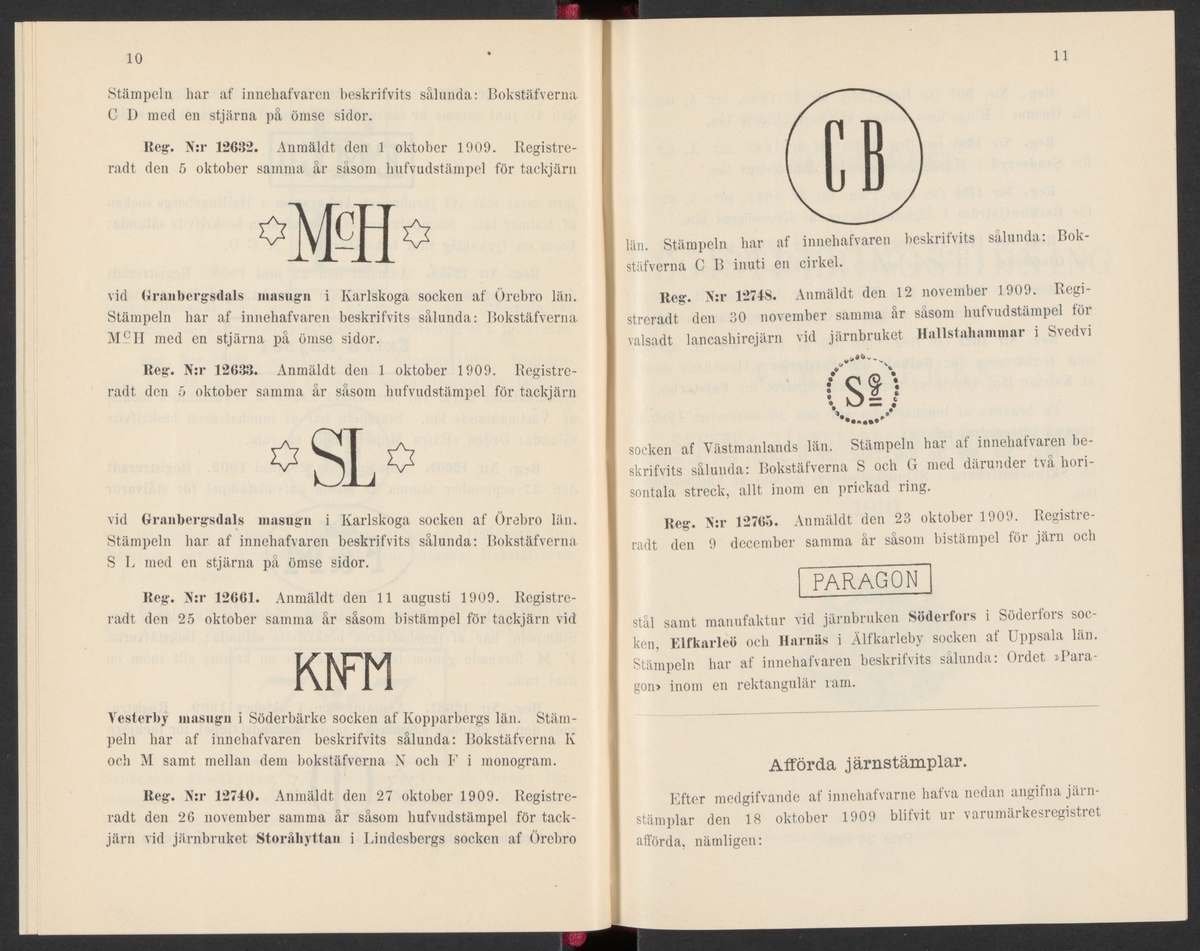 10
Stämpeln har af innehafvaren beskrifvits sålunda: Bokstäfverna
C D med en stjärna på ömse sidor.
Reg. N:r 12632. Anmäldt den 1 oktober 1909. Registre-
radt den 5 oktober samma år såsom hufvudstämpel för tackjärn
McH
vid Granbergsdals masugn i Karlskoga socken af Örebro län.
Stämpeln har af innehafvaren beskrifvits sålunda: Bokstäfverna
McH med en stjärna på ömse sidor.
Reg. N:r 12633. Anmäldt den 1 oktober 1909. Registre-
radt den 5 oktober samma år såsom hufvudstämpel för tackjärn
SL
vid Granbergsdals masugn i Karlskoga socken af Örebro län.
Stämpeln har af innehafvaren beskrifvits sålunda: Bokstäfverna
S L med en stjärna på ömse sidor.
Reg. N:r 12661. Anmäldt den 11 augusti 1909. Registre-
radt den 25 oktober samma år såsom bistämpel för tackjärn vid
KNFM
Vesterby masugn i Söderbärke socken af Kopparbergs län. Stäm-
peln har af innehafvaren beskrifvits sålunda: Bokstäfverna K
och M samt mellan dem bokstäfverna N och F i monogram.
Reg. N:r 12740. Anmäldt den 27 oktober 1909. Registre-
radt den 26 november samma år såsom hufvudstämpel för tack-
järn vid järnbruket Storåhyttan i Lindesbergs socken af Örebro
11
C B
län. Stämpeln har af innehafvaren beskrifvits sålunda: Bok-
stäfverna C B inuti en cirkel.
Reg. N:r 12748. Anmäldt den 12 november 1909. Regi-
streradt den 30 november samma år såsom hufvudstämpel för
valsadt lancashirejärn vid järnbruket Hallstahammar i Svedvi
SG
socken af Västmanlands län. Stämpeln har af innehafvaren be-
skrifvits sålunda: Bokstäfverna S och G med därunder två hori-
sontala streck, allt inom en prickad ring.
Reg. N:r 12765. Anmäldt den 23 oktober 1909. Registre-
radt den 9 december samma år såsom bistämpel för järn och
PARAGON
stål samt manufaktur vid järnbruken Söderfors i Söderfors soc-
ken, Elfkarleö och Harnäs i Älfkarleby socken af Uppsala län.
Stämpeln har af innehafvaren beskrifvits sålunda: Ordet »Para-
gon» inom en rektangulär ram.
Afförda järnstämplar.
Efter medgifvande af innehafvarne hafva nedan angifna järn-
stämplar den 18 oktober 1909 blifvit ur varumärkesregistret
afförda, nämligen: